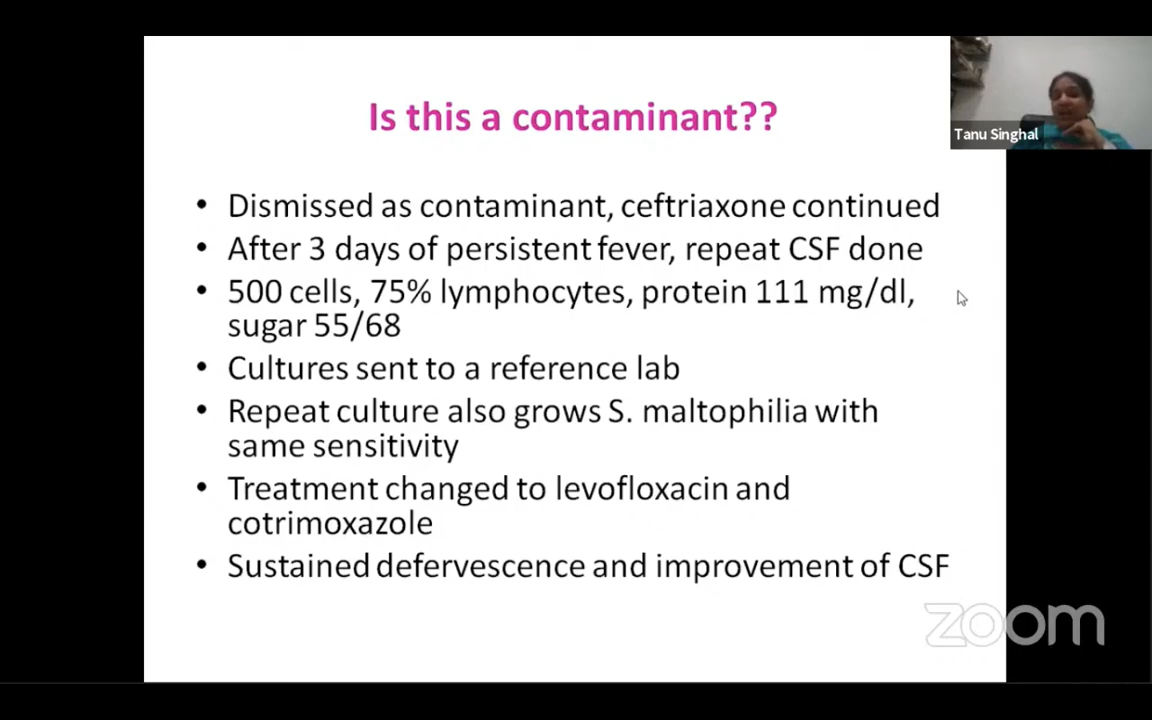 Is this a contaminant??
Tanu Singhal
• Dismissed as contaminant, ceftriaxone continued
• After 3 days of persistent fever, repeat CSF done
• 500 cells, 75% lymphocytes, protein 111 mg/dl,
sugar 55/68
• Cultures sent to a reference lab
• Repeat culture also grows S. maltophilia with
same sensitivity
• Treatment changed to levofloxacin and
cotrimoxazole
• Sustained defervescence and improvement of CSF
zoom